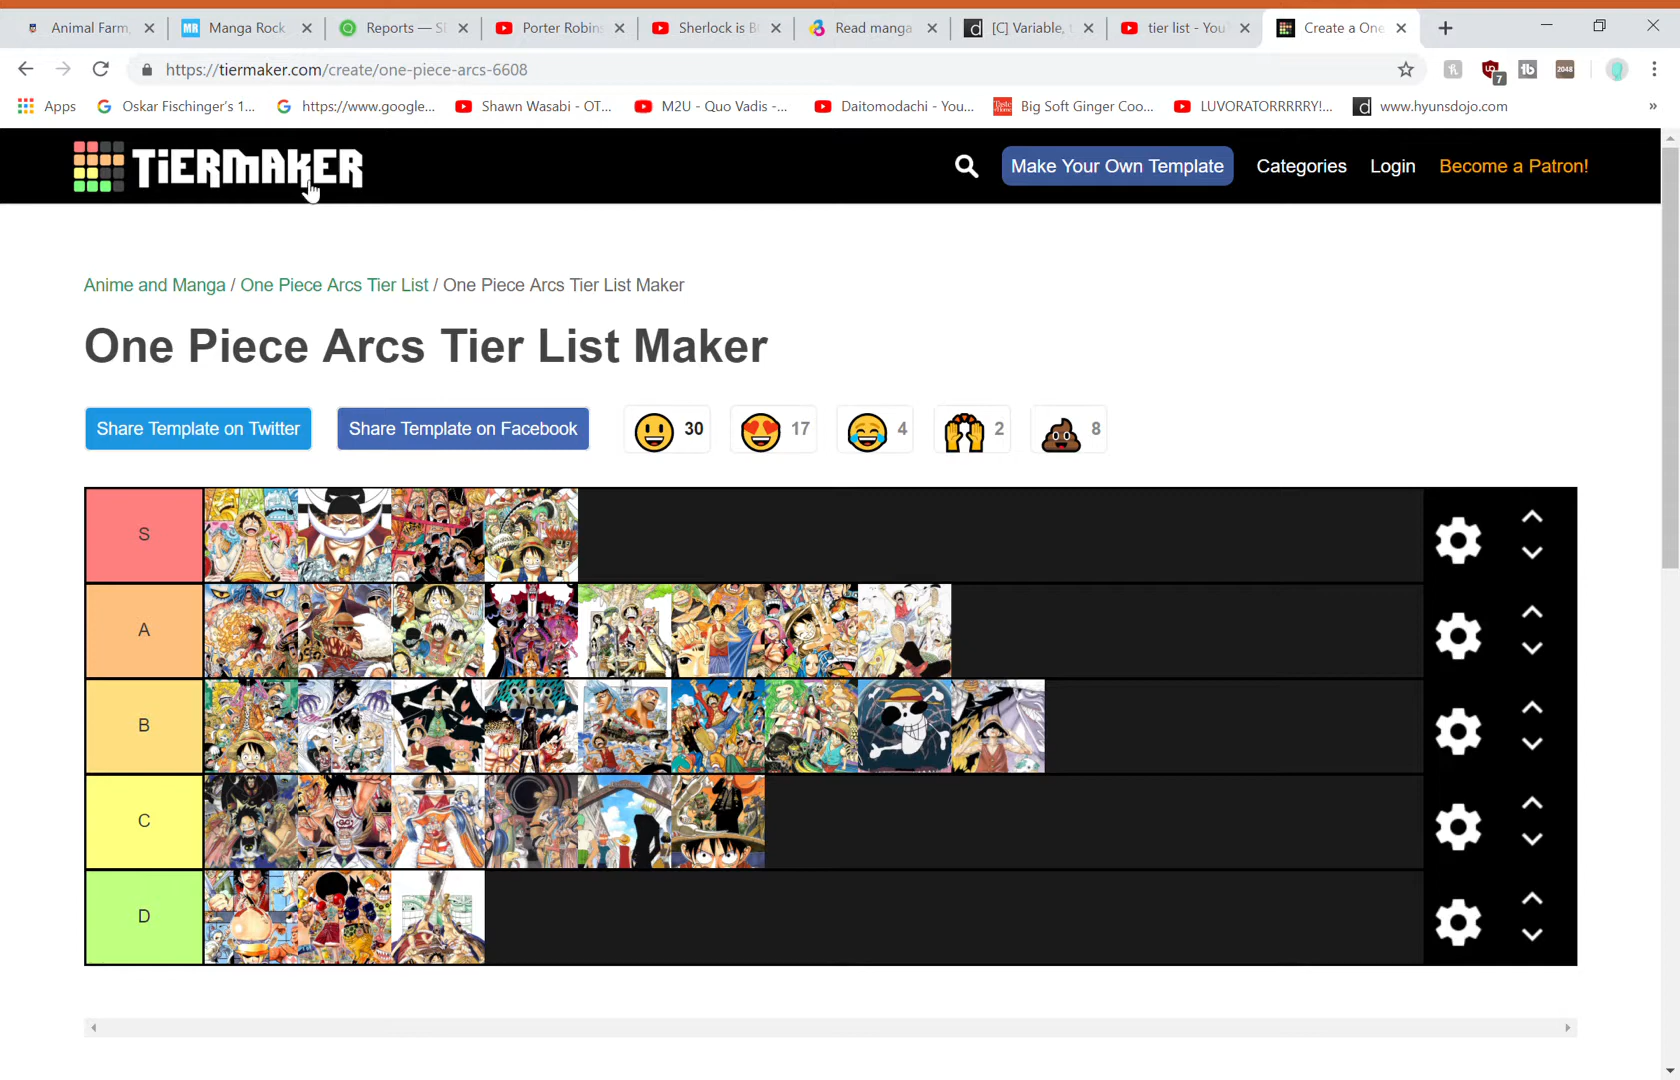 Animal Farm,
Manga Rock
Reports — SE
Porter Robins
Sherlock is B
Read manga
[C] Variable, t
tier list - You
Create a One
https://tiermaker.com/create/one-piece-arcs-6608
7
2048
Apps
Oskar Fischinger's 1...
https://www.google...
Shawn Wasabi - OT...
M2U - Quo Vadis -...
Daitomodachi - You...
Big Soft Ginger Coo...
LUVORATORRRRRY!...
www.hyunsdojo.com
TiERMAKER
Make Your Own Template
Categories
Login
Become a Patron!
Anime and Manga / One Piece Arcs Tier List / One Piece Arcs Tier List Maker
One Piece Arcs Tier List Maker
Share Template on Twitter
Share Template on Facebook
30
17
4
2
8
S
A
B
C
D